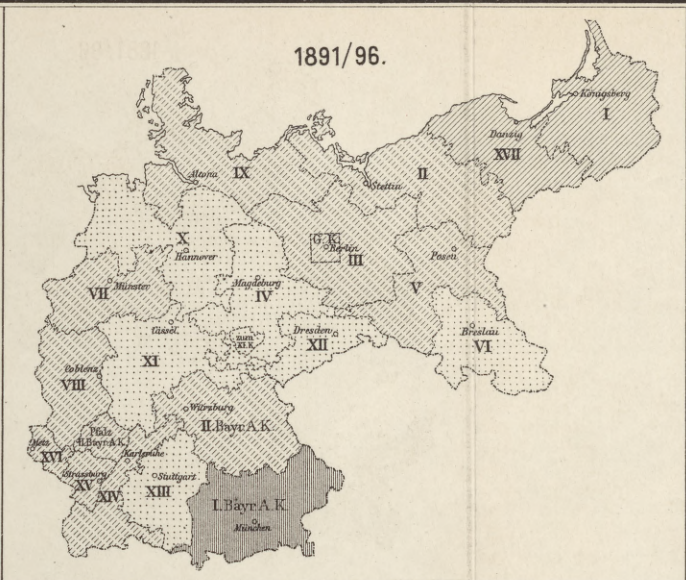 1891/96.
Königsberg
I
Danzig
XVII
IX
II
Altona
Stettin
G. K.
Berlin
III
X
Hannover
Posen
V
Magdeburg
IV
VII
Münster
Cassel
zum
XI.K.
Dresden
XII
Breslau
VI
XI
Coblenz
VIII
Würzburg
II.Bayr A.K.
Pfalz
II.Bayr A.K.
Metz
XVI
Karlsruhe
Strassburg
XV
XIV
Stuttgart
XIII
I.Bayr A.K.
München